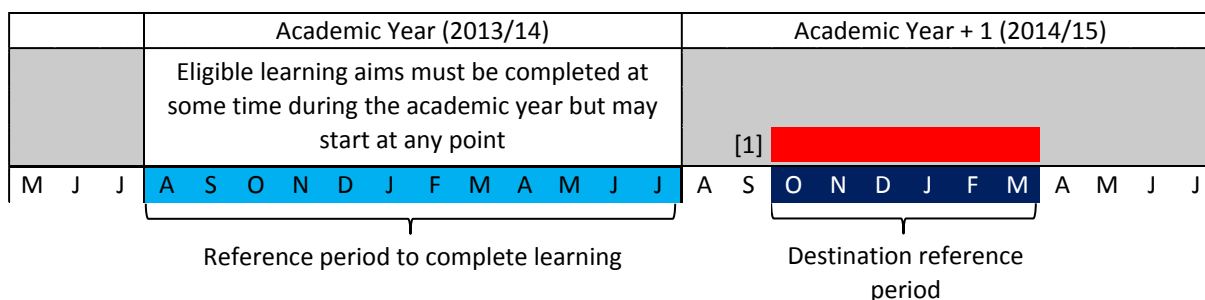 Academic Year (2013/14) Academic Year + 1 (2014/15)
Eligible learning aims must be completed at
some time during the academic year but may
start at any point
[1]
M J J A S O N D J F M A M J J A S O N D J F M A M J J
Reference period to complete learning
Destination reference
period